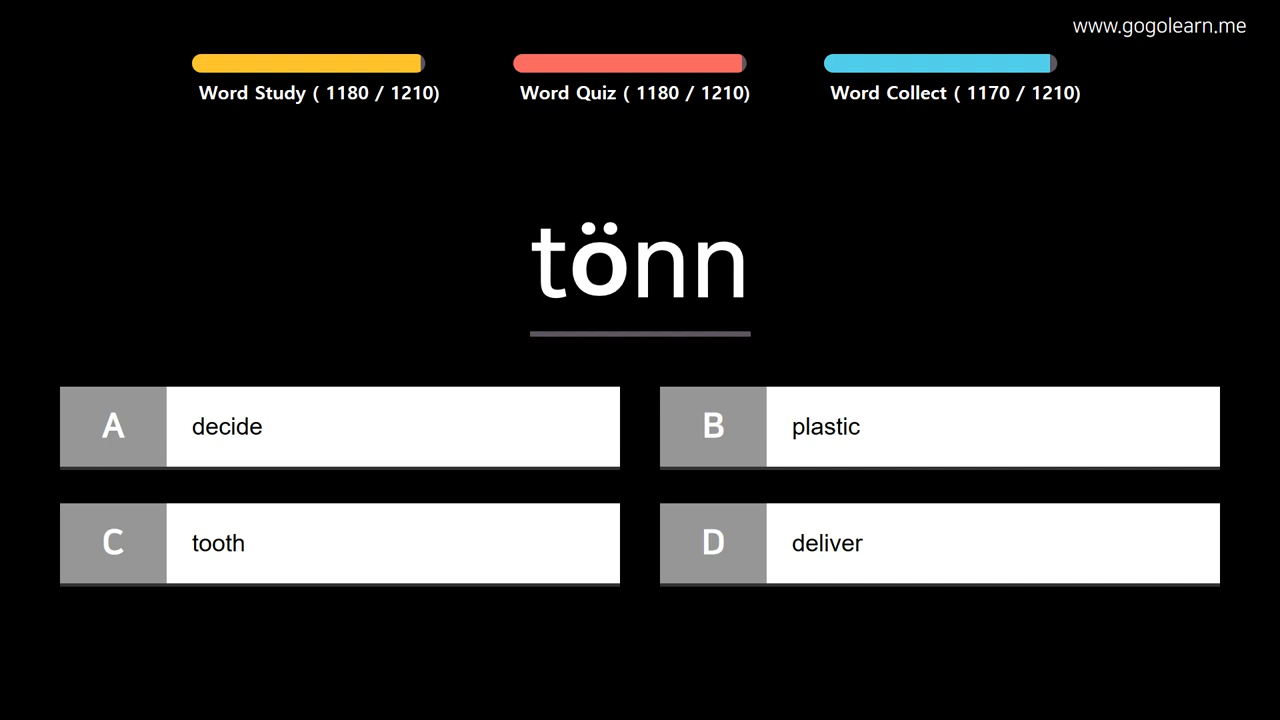 www.gogolearn.me
Word Study ( 1180 / 1210)
Word Quiz ( 1180 / 1210)
Word Collect ( 1170 / 1210)
tönn
A decide
B plastic
C tooth
D deliver